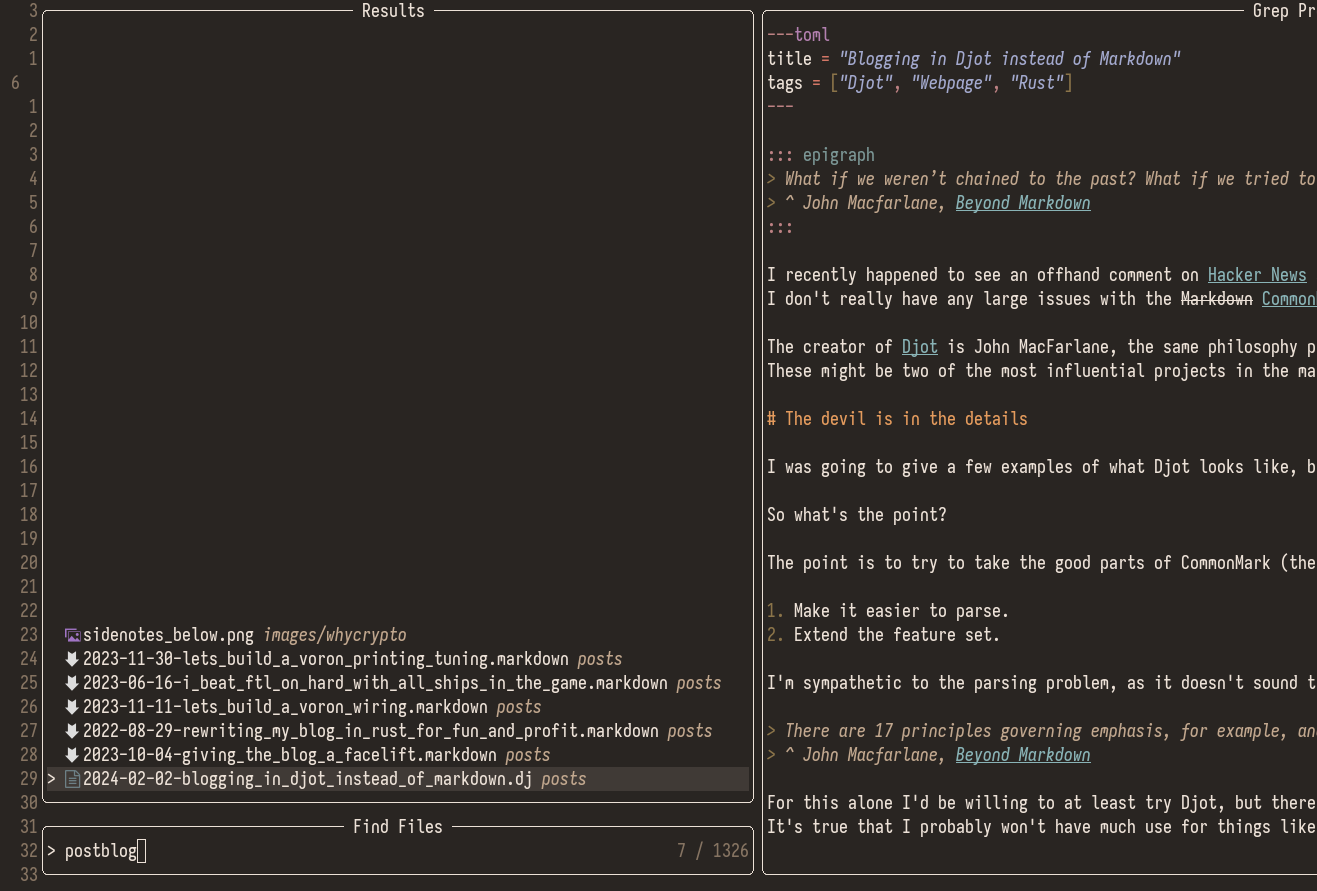 Results
3
2
1
6
1
2
3
4
5
6
7
8
9
10
11
12
13
14
15
16
17
18
19
20
21
22
23 sidenotes_below.png images/whycrypto
24 2023-11-30-lets_build_a_voron_printing_tuning.markdown posts
25 2023-06-16-i_beat_ftl_on_hard_with_all_ships_in_the_game.markdown posts
26 2023-11-11-lets_build_a_voron_wiring.markdown posts
27 2022-08-29-rewriting_my_blog_in_rust_for_fun_and_profit.markdown posts
28 2023-10-04-giving_the_blog_a_facelift.markdown posts
29 > 2024-02-02-blogging_in_djot_instead_of_markdown.dj posts
30
31 Find Files
32 > postblog 7 / 1326
33
Grep Pr
---toml
title = "Blogging in Djot instead of Markdown"
tags = ["Djot", "Webpage", "Rust"]
---
::: epigraph
> What if we weren’t chained to the past? What if we tried to
> ^ John Macfarlane, Beyond Markdown
:::
I recently happened to see an offhand comment on Hacker News
I don't really have any large issues with the Markdown Common
The creator of Djot is John MacFarlane, the same philosophy p
These might be two of the most influential projects in the ma
# The devil is in the details
I was going to give a few examples of what Djot looks like, b
So what's the point?
The point is to try to take the good parts of CommonMark (the
1. Make it easier to parse.
2. Extend the feature set.
I'm sympathetic to the parsing problem, as it doesn't sound t
> There are 17 principles governing emphasis, for example, an
> ^ John Macfarlane, Beyond Markdown
For this alone I'd be willing to at least try Djot, but there
It's true that I probably won't have much use for things like